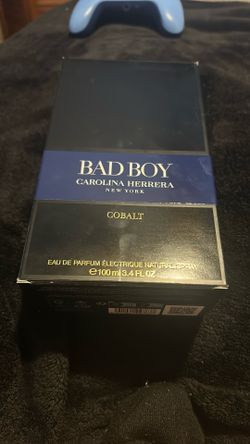 BAD BOY
CAROLINA HERRERA
NEW YORK
COBALT
EAU DE PARFUM ÉLECTRIQUE NATURAL SPRAY
℮100 ml 3.4 FL. OZ.